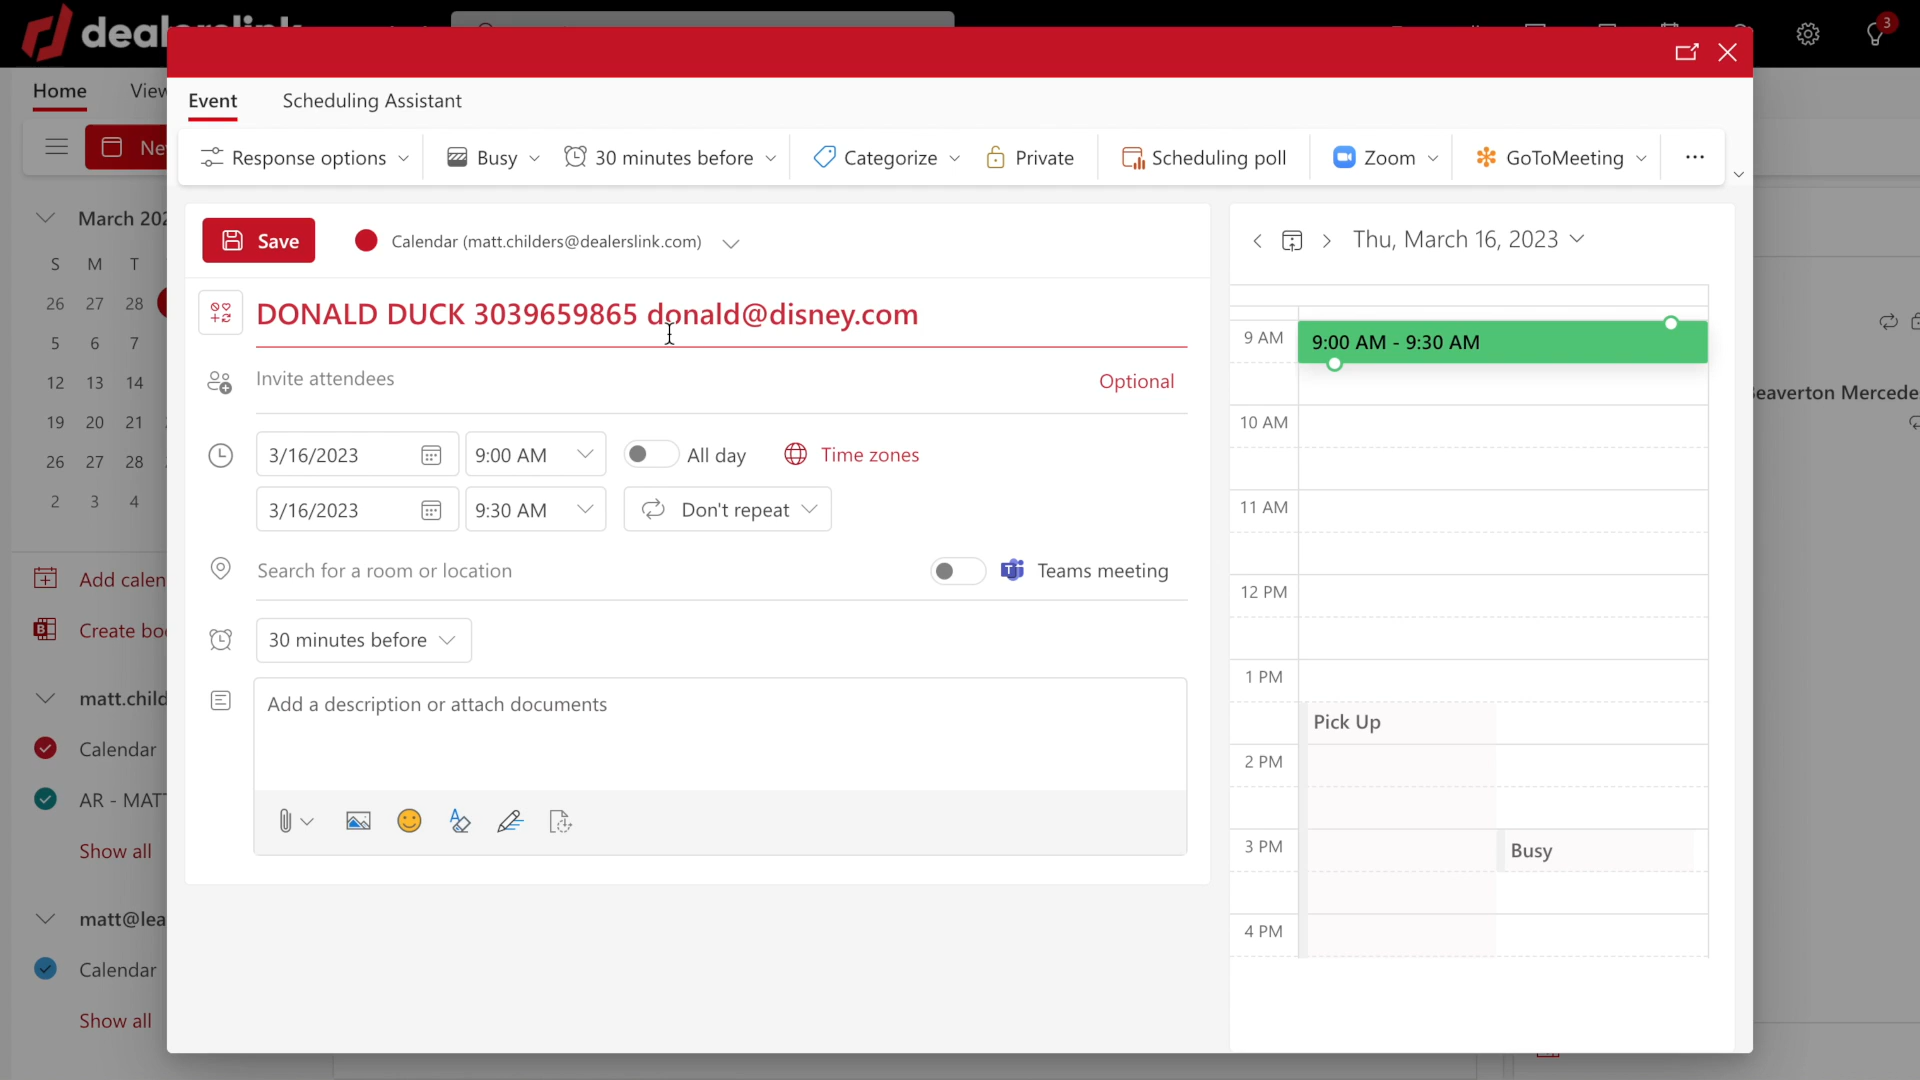 3
Home View
Event Scheduling Assistant
Response options Busy 30 minutes before Categorize Private Scheduling poll Zoom GoToMeeting ...
Save Calendar (matt.childers@dealerslink.com) Thu, March 16, 2023
March 202
S M T
26 27 28
5 6 7
12 13 14
19 20 21
26 27 28
2 3 4
DONALD DUCK 3039659865 donald@disney.com
Invite attendees Optional
3/16/2023 9:00 AM All day Time zones
3/16/2023 9:30 AM Don't repeat
Search for a room or location Teams meeting
30 minutes before
Add a description or attach documents
9 AM 9:00 AM - 9:30 AM
10 AM
11 AM
12 PM
1 PM
Pick Up
2 PM
3 PM Busy
4 PM
Add calen
Create boo
matt.child
Calendar
AR - MATT
Show all
matt@lea
Calendar
Show all
eaverton Mercede